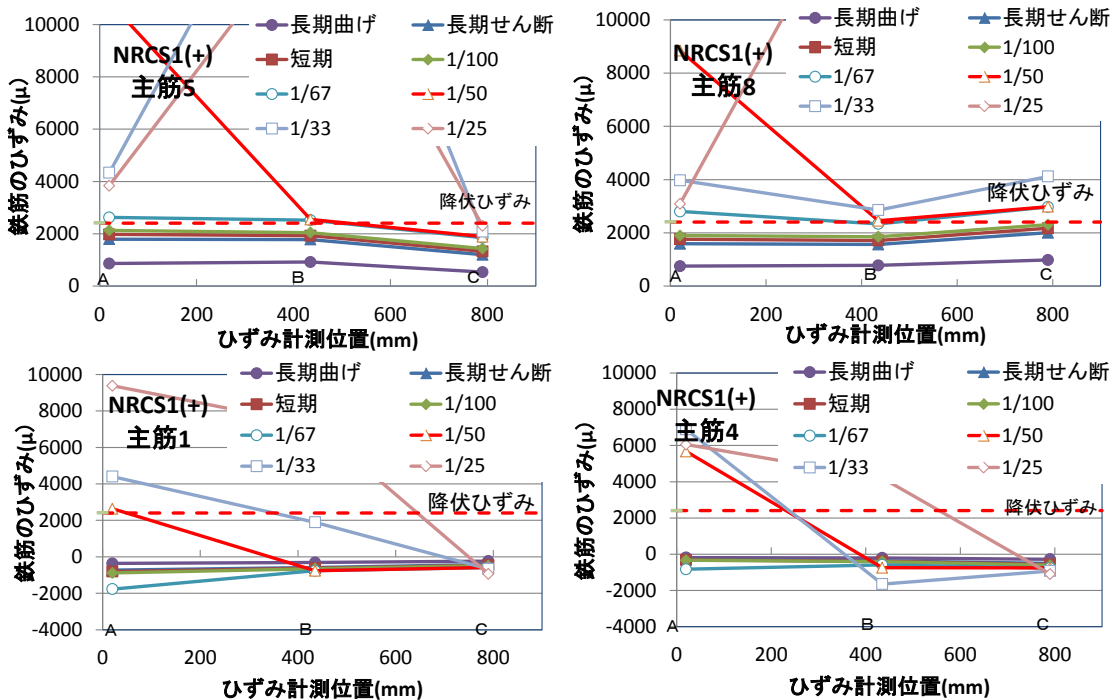 NRCS1(+)
主筋5
長期曲げ
長期せん断
短期
1/100
1/67
1/50
1/33
1/25
降伏ひずみ
鉄筋のひずみ(μ)
10000
8000
6000
4000
2000
0
A
B
C
0
200
400
600
800
ひずみ計測位置(mm)
NRCS1(+)
主筋8
長期曲げ
長期せん断
短期
1/100
1/67
1/50
1/33
1/25
降伏ひずみ
鉄筋のひずみ(μ)
10000
8000
6000
4000
2000
0
A
B
C
0
200
400
600
800
ひずみ計測位置(mm)
NRCS1(+)
主筋1
長期曲げ
長期せん断
短期
1/100
1/67
1/50
1/33
1/25
降伏ひずみ
鉄筋のひずみ(μ)
10000
8000
6000
4000
2000
0
-2000
-4000
A
B
C
0
200
400
600
800
ひずみ計測位置(mm)
NRCS1(+)
主筋4
長期曲げ
長期せん断
短期
1/100
1/67
1/50
1/33
1/25
降伏ひずみ
鉄筋のひずみ(μ)
10000
8000
6000
4000
2000
0
-2000
-4000
A
B
C
0
200
400
600
800
ひずみ計測位置(mm)